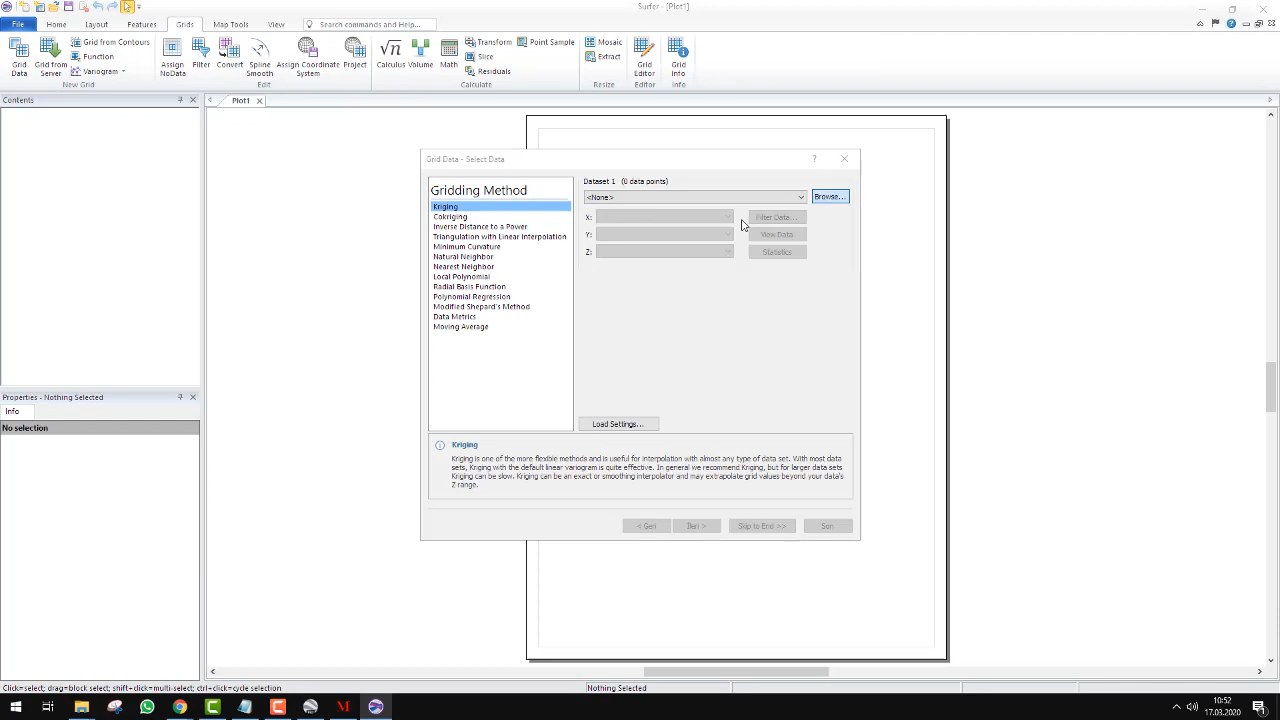 Surfer - [Plot1]
File Home Layout Features Grids Map Tools View Search commands and Help...
Grid Data
Grid from Server
Grid from Contours
Function
Variogram
New Grid
Assign NoData
Filter
Convert
Spline Smooth
Assign Coordinate System
Project
Edit
√n
Calculus
Volume
Math
Transform
Slice
Residuals
Point Sample
Calculate
Mosaic
Extract
Resize
Grid Editor
Editor
Grid Info
Info
Contents
Plot1
Grid Data - Select Data
Gridding Method
Kriging
Cokriging
Inverse Distance to a Power
Triangulation with Linear Interpolation
Minimum Curvature
Natural Neighbor
Nearest Neighbor
Local Polynomial
Radial Basis Function
Polynomial Regression
Modified Shepard's Method
Data Metrics
Moving Average
Dataset 1 (0 data points)
<None> Browse...
X: Filter Data...
Y: View Data
Z: Statistics
Load Settings...
Kriging
Kriging is one of the more flexible methods and is useful for interpolation with almost any type of data set. With most data
sets, Kriging with the default linear variogram is quite effective. In general we recommend Kriging, but for larger data sets
Kriging can be slow. Kriging can be an exact or smoothing interpolator and may extrapolate grid values beyond your data's
Z range.
< Geri İleri > Skip to End >> Son
Properties - Nothing Selected
Info
No selection
Click=select; drag=block select; shift+click=multi-select; ctrl+click=cycle selection
Nothing Selected
10:52
17.03.2020